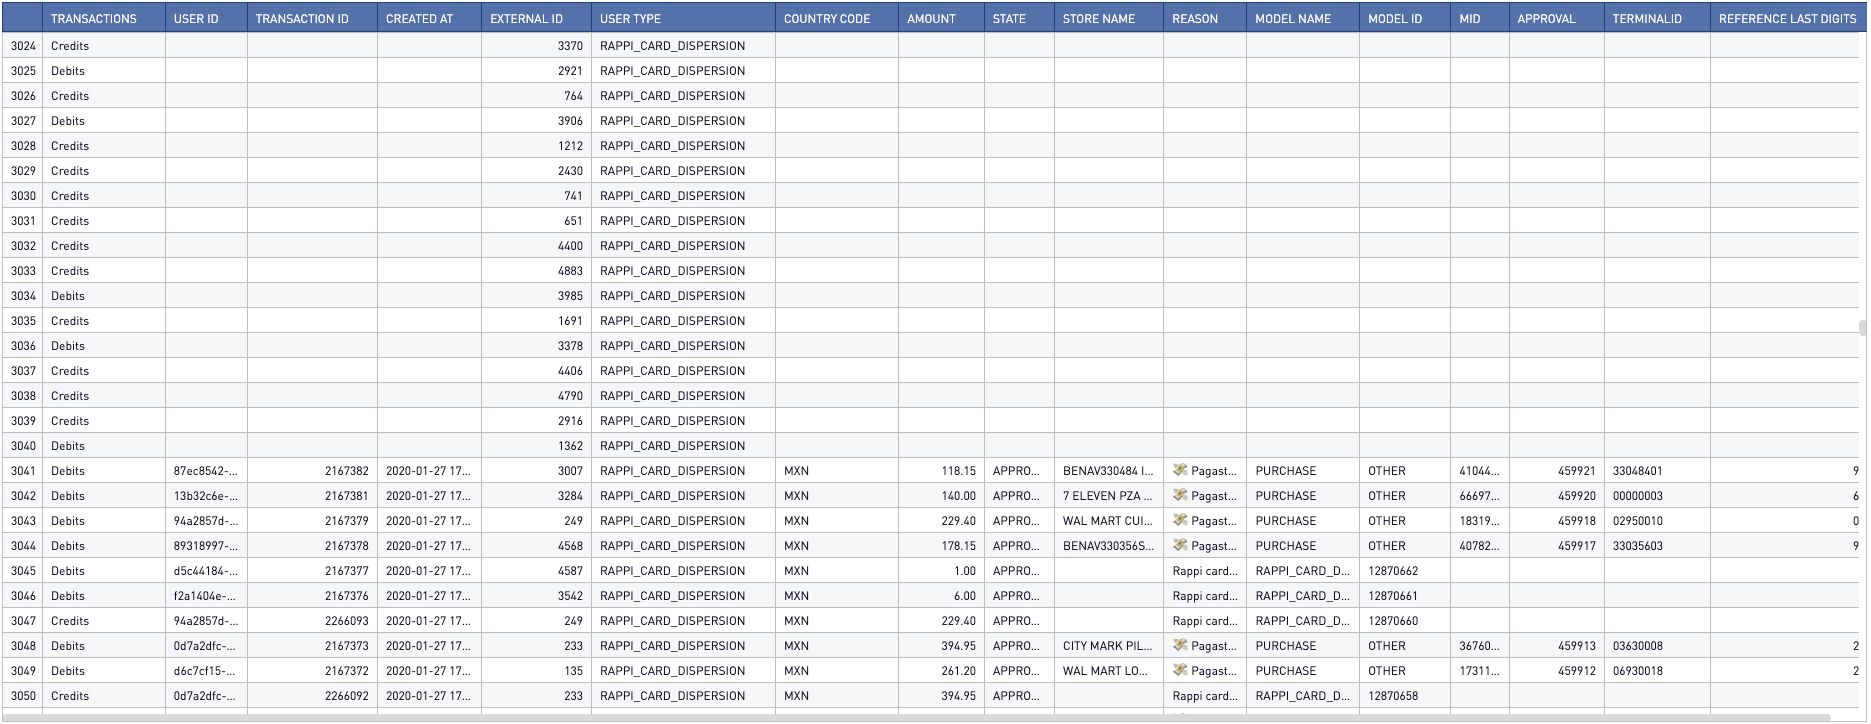 TRANSACTIONS USER ID TRANSACTION ID CREATED AT EXTERNAL ID USER TYPE COUNTRY CODE AMOUNT STATE STORE NAME REASON MODEL NAME MODEL ID MID APPROVAL TERMINALID REFERENCE LAST DIGITS
3024 Credits 3370 RAPPI_CARD_DISPERSION
3025 Debits 2921 RAPPI_CARD_DISPERSION
3026 Credits 764 RAPPI_CARD_DISPERSION
3027 Debits 3906 RAPPI_CARD_DISPERSION
3028 Credits 1212 RAPPI_CARD_DISPERSION
3029 Credits 2430 RAPPI_CARD_DISPERSION
3030 Credits 741 RAPPI_CARD_DISPERSION
3031 Credits 651 RAPPI_CARD_DISPERSION
3032 Credits 4400 RAPPI_CARD_DISPERSION
3033 Credits 4883 RAPPI_CARD_DISPERSION
3034 Debits 3985 RAPPI_CARD_DISPERSION
3035 Credits 1691 RAPPI_CARD_DISPERSION
3036 Debits 3378 RAPPI_CARD_DISPERSION
3037 Credits 4406 RAPPI_CARD_DISPERSION
3038 Credits 4790 RAPPI_CARD_DISPERSION
3039 Credits 2916 RAPPI_CARD_DISPERSION
3040 Debits 1362 RAPPI_CARD_DISPERSION
3041 Debits 87ec8542-... 2167382 2020-01-27 17... 3007 RAPPI_CARD_DISPERSION MXN 118.15 APPRO... BENAV330484 I... 💸 Pagast... PURCHASE OTHER 41044... 459921 33048401 9
3042 Debits 13b32c6e-... 2167381 2020-01-27 17... 3284 RAPPI_CARD_DISPERSION MXN 140.00 APPRO... 7 ELEVEN PZA ... 💸 Pagast... PURCHASE OTHER 66697... 459920 00000003 6
3043 Debits 94a2857d-... 2167379 2020-01-27 17... 249 RAPPI_CARD_DISPERSION MXN 229.40 APPRO... WAL MART CUI... 💸 Pagast... PURCHASE OTHER 18319... 459918 02950010 0
3044 Debits 89318997-... 2167378 2020-01-27 17... 4568 RAPPI_CARD_DISPERSION MXN 178.15 APPRO... BENAV330356S... 💸 Pagast... PURCHASE OTHER 40782... 459917 33035603 9
3045 Debits d5c44184-... 2167377 2020-01-27 17... 4587 RAPPI_CARD_DISPERSION MXN 1.00 APPRO... Rappi card... RAPPI_CARD_D... 12870662
3046 Debits f2a1404e-... 2167376 2020-01-27 17... 3542 RAPPI_CARD_DISPERSION MXN 6.00 APPRO... Rappi card... RAPPI_CARD_D... 12870661
3047 Credits 94a2857d-... 2266093 2020-01-27 17... 249 RAPPI_CARD_DISPERSION MXN 229.40 APPRO... Rappi card... RAPPI_CARD_D... 12870660
3048 Debits 0d7a2dfc-... 2167373 2020-01-27 17... 233 RAPPI_CARD_DISPERSION MXN 394.95 APPRO... CITY MARK PIL... 💸 Pagast... PURCHASE OTHER 36760... 459913 03630008 2
3049 Debits d6c7cf15-... 2167372 2020-01-27 17... 135 RAPPI_CARD_DISPERSION MXN 261.20 APPRO... WAL MART LO... 💸 Pagast... PURCHASE OTHER 17311... 459912 06930018 2
3050 Credits 0d7a2dfc-... 2266092 2020-01-27 17... 233 RAPPI_CARD_DISPERSION MXN 394.95 APPRO... Rappi card... RAPPI_CARD_D... 12870658